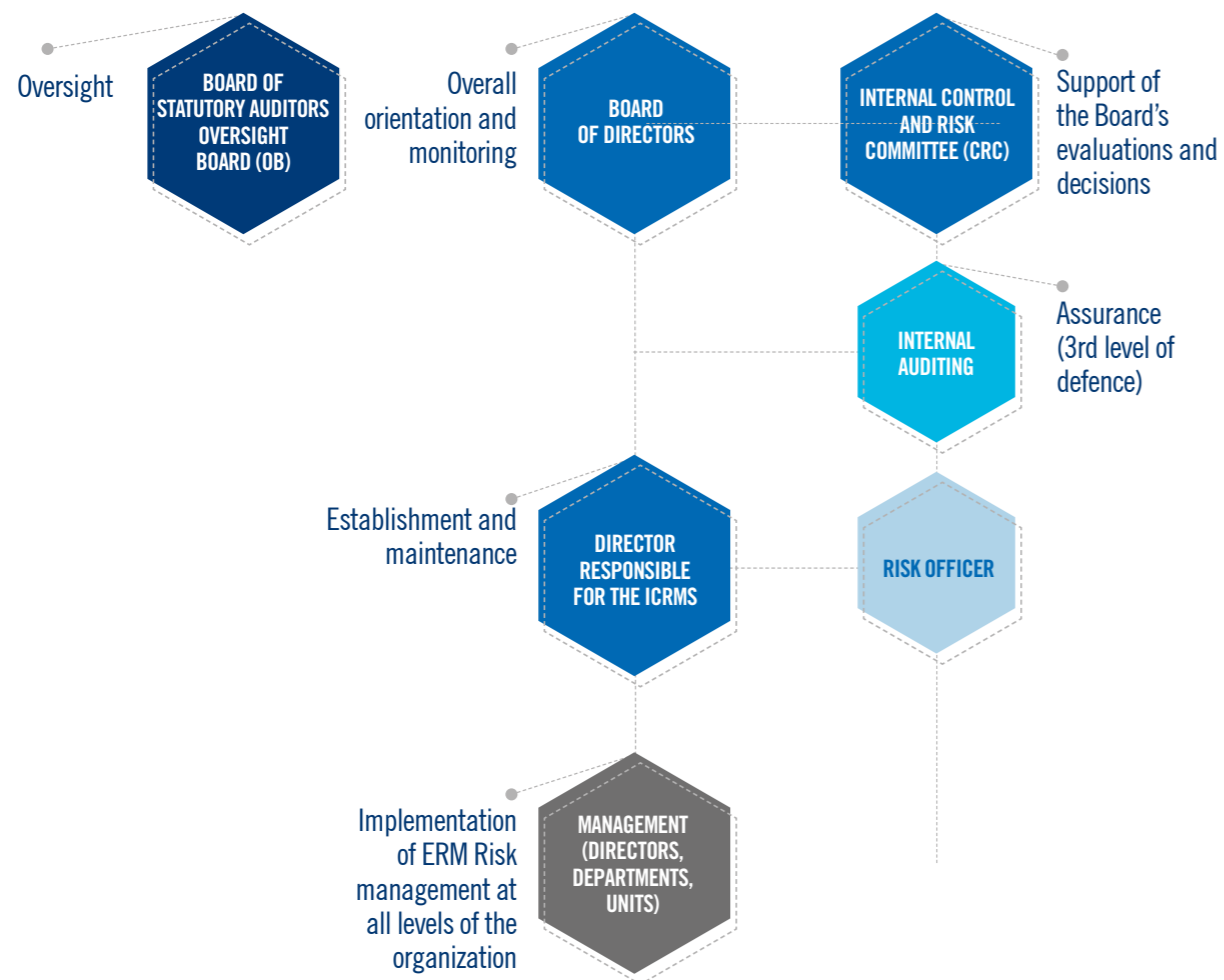 Oversight
BOARD OF
STATUTORY AUDITORS
OVERSIGHT
BOARD (OB)
Overall
orientation and
monitoring
BOARD
OF DIRECTORS
INTERNAL CONTROL
AND RISK
COMMITTEE (CRC)
Support of
the Board’s
evaluations and
decisions
INTERNAL
AUDITING
Assurance
(3rd level of
defence)
Establishment and
maintenance
DIRECTOR
RESPONSIBLE
FOR THE ICRMS
RISK OFFICER
Implementation
of ERM Risk
management at
all levels of the
organization
MANAGEMENT
(DIRECTORS,
DEPARTMENTS,
UNITS)